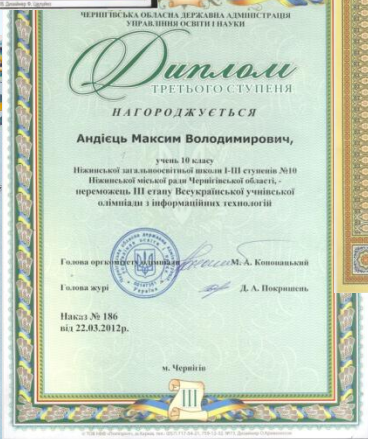 ЧЕРНІГІВСЬКА ОБЛАСНА ДЕРЖАВНА АДМІНІСТРАЦІЯ
УПРАВЛІННЯ ОСВІТИ І НАУКИ
Диплом
ТРЕТЬОГО СТУПЕНЯ
НАГОРОДЖУЄТЬСЯ
Андієць Максим Володимирович,
учень 10 класу
Ніжинської загальноосвітньої школи І-ІІІ ступенів №10
Ніжинської міської ради Чернігівської області, -
переможець ІІІ етапу Всеукраїнської учнівської
олімпіади з інформаційних технологій
Голова оргкомітету олімпіади М. А. Конопацький
Голова журі Д. А. Покришень
Наказ № 186
від 22.03.2012р.
м. Чернігів
III